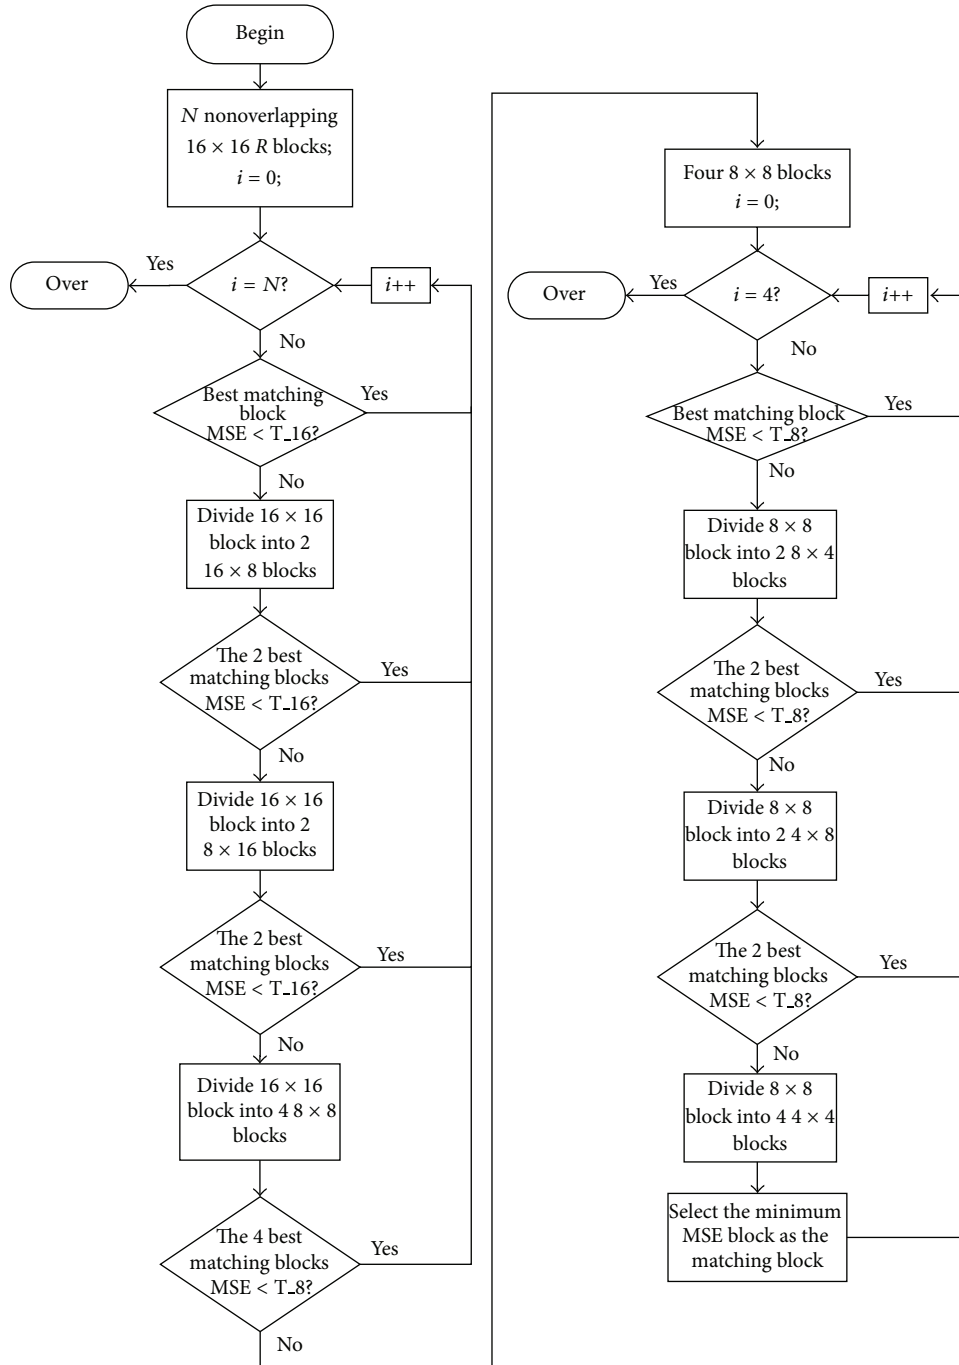 Begin
N nonoverlapping
16 × 16 R blocks;
i = 0;
Over
Yes
i = N?
i++
No
Best matching
block
MSE < T_16?
Yes
No
Divide 16 × 16
block into 2
16 × 8 blocks
The 2 best
matching blocks
MSE < T_16?
Yes
No
Divide 16 × 16
block into 2
8 × 16 blocks
The 2 best
matching blocks
MSE < T_16?
Yes
No
Divide 16 × 16
block into 4 8 × 8
blocks
The 4 best
matching blocks
MSE < T_8?
Yes
No
Four 8 × 8 blocks
i = 0;
Over
Yes
i = 4?
i++
No
Best matching block
MSE < T_8?
Yes
No
Divide 8 × 8
block into 2 8 × 4
blocks
The 2 best
matching blocks
MSE < T_8?
Yes
No
Divide 8 × 8
block into 2 4 × 8
blocks
The 2 best
matching blocks
MSE < T_8?
Yes
No
Divide 8 × 8
block into 4 4 × 4
blocks
Select the minimum
MSE block as the
matching block